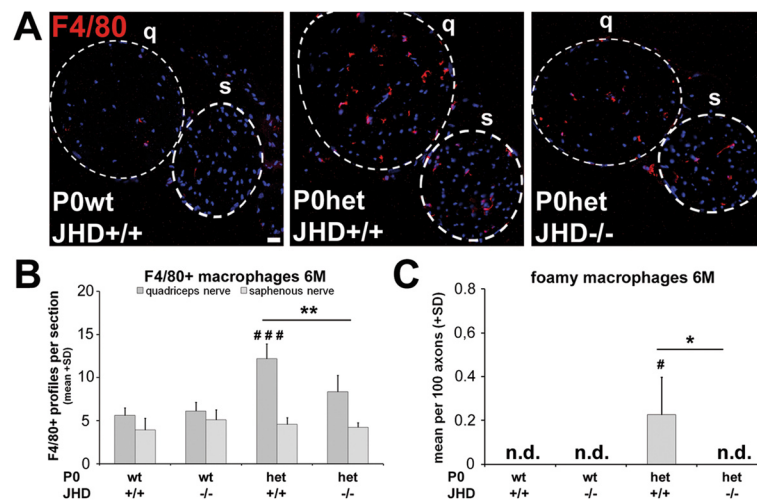 A
F4/80
q
s
P0wt
JHD+/+
q
s
P0het
JHD+/+
q
s
P0het
JHD-/-
B
F4/80+ macrophages 6M
quadriceps nerve saphenous nerve
F4/80+ profiles per section
(mean +SD)
20
15
10
5
0
###
**
P0 wt wt het het
JHD +/+ -/- +/+ -/-
C
foamy macrophages 6M
mean per 100 axons (+SD)
0,6
0.4
0.2
0
n.d. n.d. # * n.d.
P0 wt wt het het
JHD +/+ -/- +/+ -/-